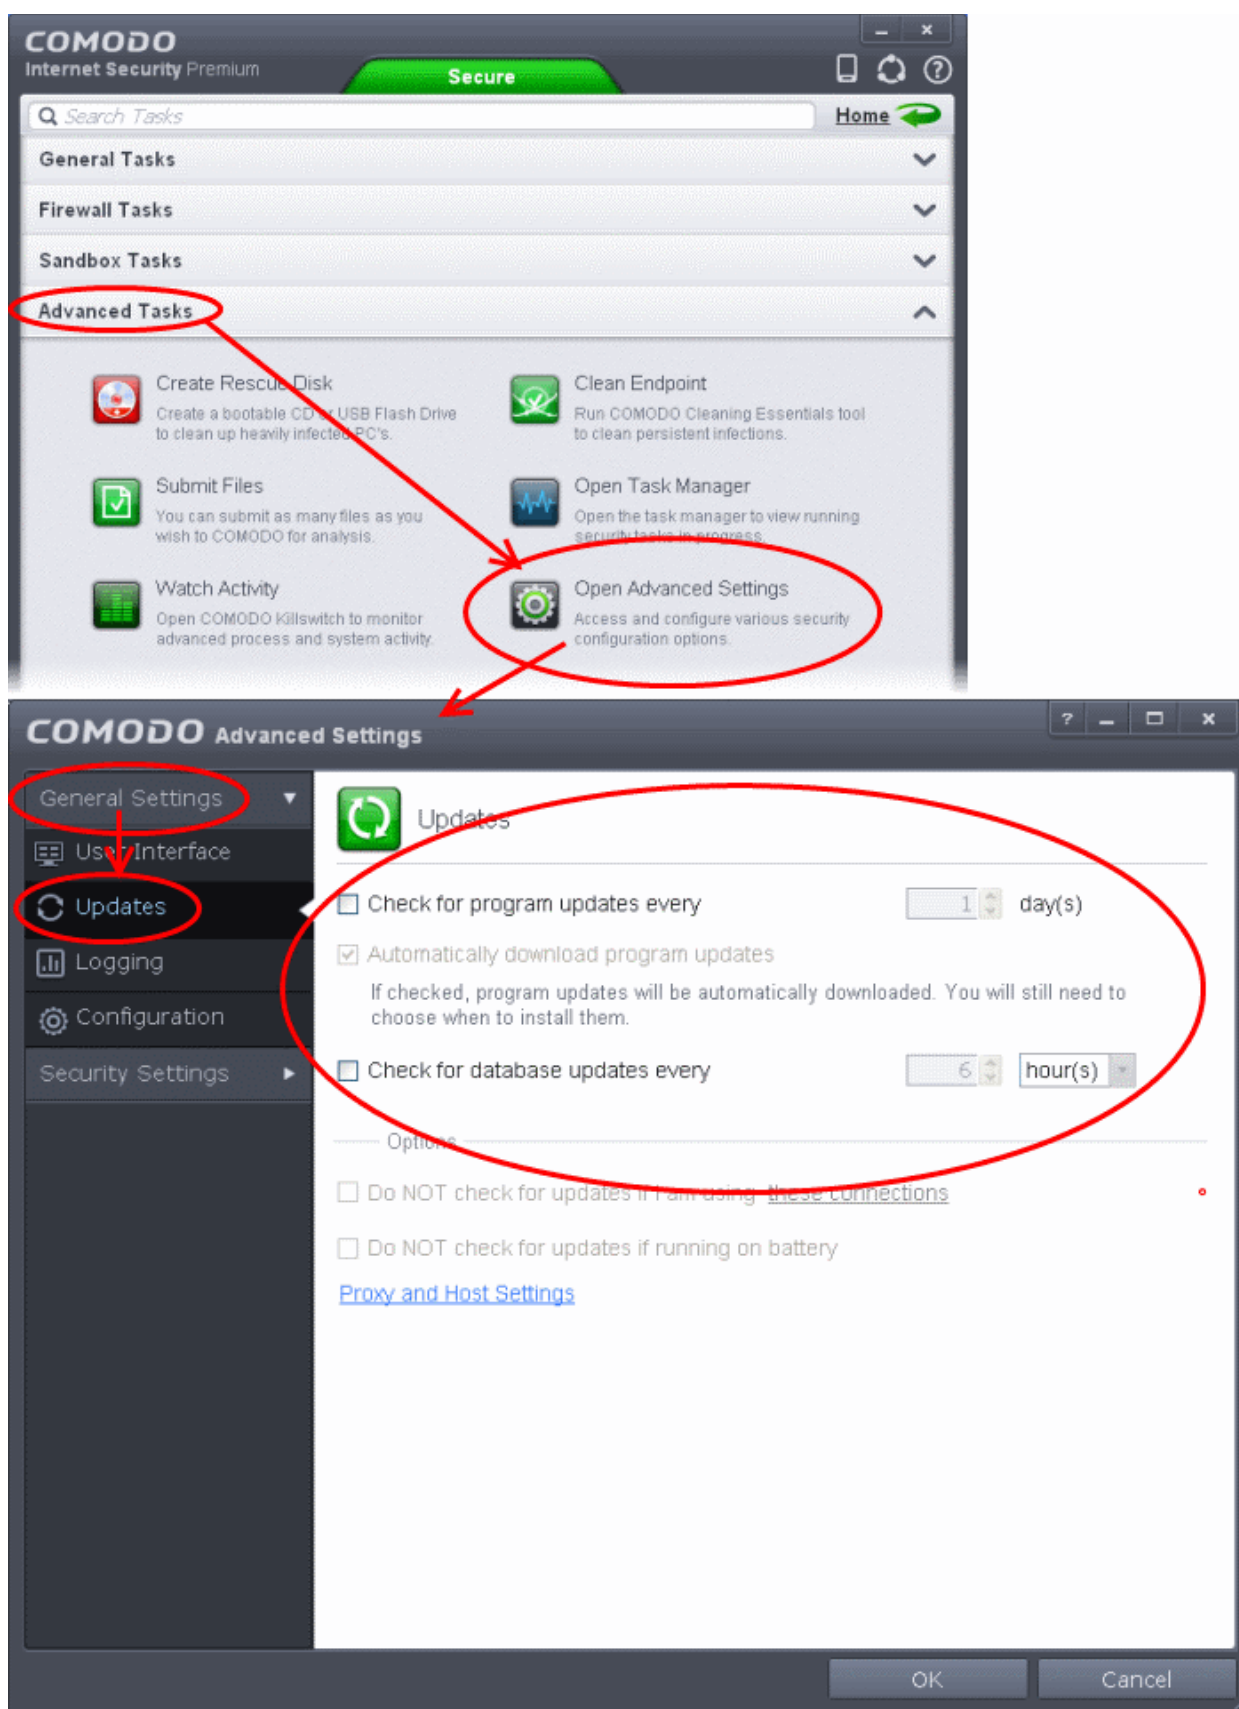 COMODO
Internet Security Premium
Secure
Search Tasks
Home
General Tasks
Firewall Tasks
Sandbox Tasks
Advanced Tasks
Create Rescue Disk
Create a bootable CD or USB Flash Drive
to clean up heavily infected PC's.
Clean Endpoint
Run COMODO Cleaning Essentials tool
to clean persistent infections.
Submit Files
You can submit as many files as you
wish to COMODO for analysis.
Open Task Manager
Open the task manager to view running
security tasks in progress.
Watch Activity
Open COMODO Killswitch to monitor
advanced process and system activity.
Open Advanced Settings
Access and configure various security
configuration options.
COMODO Advanced Settings
General Settings
User Interface
Updates
Logging
Configuration
Security Settings
Updates
Check for program updates every 1 day(s)
Automatically download program updates
If checked, program updates will be automatically downloaded. You will still need to
choose when to install them.
Check for database updates every 6 hour(s)
Options
Do NOT check for updates if I am using these connections
Do NOT check for updates if running on battery
Proxy and Host Settings
OK Cancel